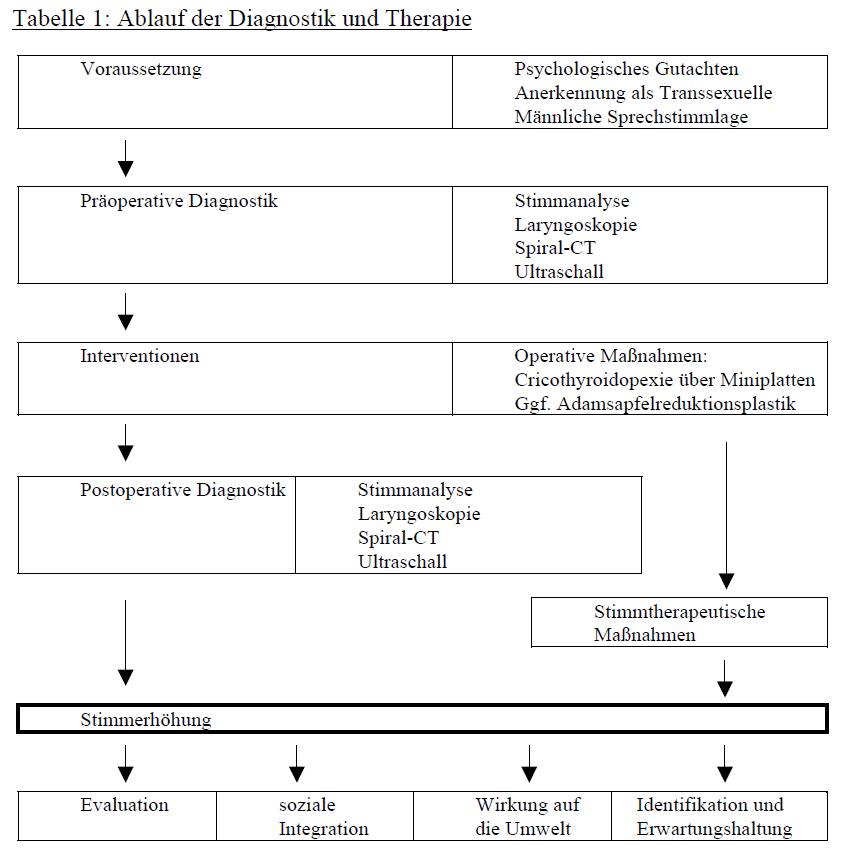 Tabelle 1: Ablauf der Diagnostik und Therapie
Voraussetzung
Psychologisches Gutachten
Anerkennung als Transsexuelle
Männliche Sprechstimmlage
Präoperative Diagnostik
Stimmanalyse
Laryngoskopie
Spiral-CT
Ultraschall
Interventionen
Operative Maßnahmen:
Cricothyroidopexie über Miniplatten
Ggf. Adamsapfelreduktionsplastik
Postoperative Diagnostik
Stimmanalyse
Laryngoskopie
Spiral-CT
Ultraschall
Stimmtherapeutische
Maßnahmen
Stimmerhöhung
Evaluation
soziale
Integration
Wirkung auf
die Umwelt
Identifikation und
Erwartungshaltung